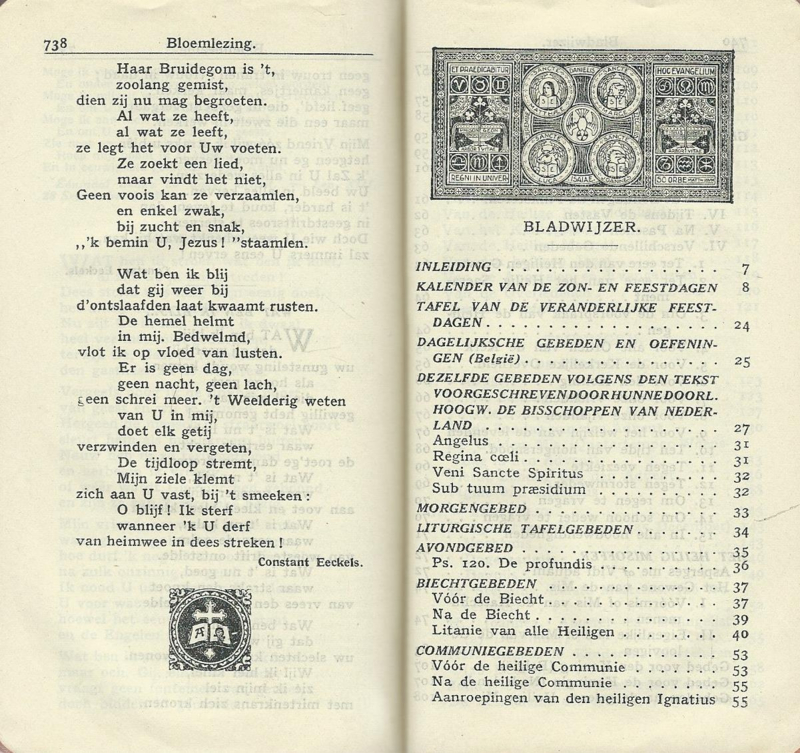 738 Bloemlezing.
Haar Bruidegom is 't,
zoolang gemist,
dien zij nu mag begroeten.
Al wat ze heeft,
al wat ze leeft,
ze legt het voor Uw voeten.
Ze zoekt een lied,
maar vindt het niet,
Geen voois kan ze verzaamlen,
en enkel zwak,
bij zucht en snak,
,,'k bemin U, Jezus! ''staamlen.
Wat ben ik blij
dat gij weer bij
d'ontslaafden laat kwaamt rusten.
De hemel helmt
in mij. Bedwelmd,
vlot ik op vloed van lusten.
Er is geen dag,
geen nacht, geen lach,
geen schrei meer. 't Weelderig weten
van U in mij,
doet elk getij
verzwinden en vergeten,
De tijdloop stremt,
Mijn ziele klemt
zich aan U vast, bij 't smeeken:
O blijf! Ik sterf
wanneer 'k U derf
van heimwee in dees streken!
Constant Eeckels.
ET PRAEDICABITUR HOC EVANGELIUM
REGNI IN UNIVER
BLADWIJZER.
INLEIDING . . . . . . . . . . . . . . . . . 7
KALENDER VAN DE ZON- EN FEESTDAGEN 8
TAFEL VAN DE VERANDERLIJKE FEEST-
DAGEN . . . . . . . . . . . . . . . . . 24
DAGELIJKSCHE GEBEDEN EN OEFENIN-
GEN (België) . . . . . . . . . . . . . . . 25
DEZELFDE GEBEDEN VOLGENS DEN TEKST
VOORGESCHREVEN DOOR HUNNE DOORL.
HOOGW. DE BISSCHOPPEN VAN NEDER-
LAND . . . . . . . . . . . . . . . . . 27
Angelus . . . . . . . . . . . . . . . . . 31
Regina cœli . . . . . . . . . . . . . . . . . 31
Veni Sancte Spiritus . . . . . . . . . . . 32
Sub tuum præsidium . . . . . . . . . . . 32
MORGENGEBED . . . . . . . . . . . . . . . 33
LITURGISCHE TAFELGEBEDEN . . . . . . . . 34
AVONDGEBED . . . . . . . . . . . . . . . 35
Ps. 120. De profundis . . . . . . . . . . 36
BIECHTGEBEDEN . . . . . . . . . . . . . . 37
Vóór de Biecht . . . . . . . . . . . . . . 37
Na de Biecht . . . . . . . . . . . . . . . 39
Litanie van alle Heiligen . . . . . . . . 40
COMMUNIEGEBEDEN . . . . . . . . . . . . . 53
Vóór de heilige Communie . . . . . . . . 53
Na de heilige Communie . . . . . . . . . 55
Aanroepingen van den heiligen Ignatius 55